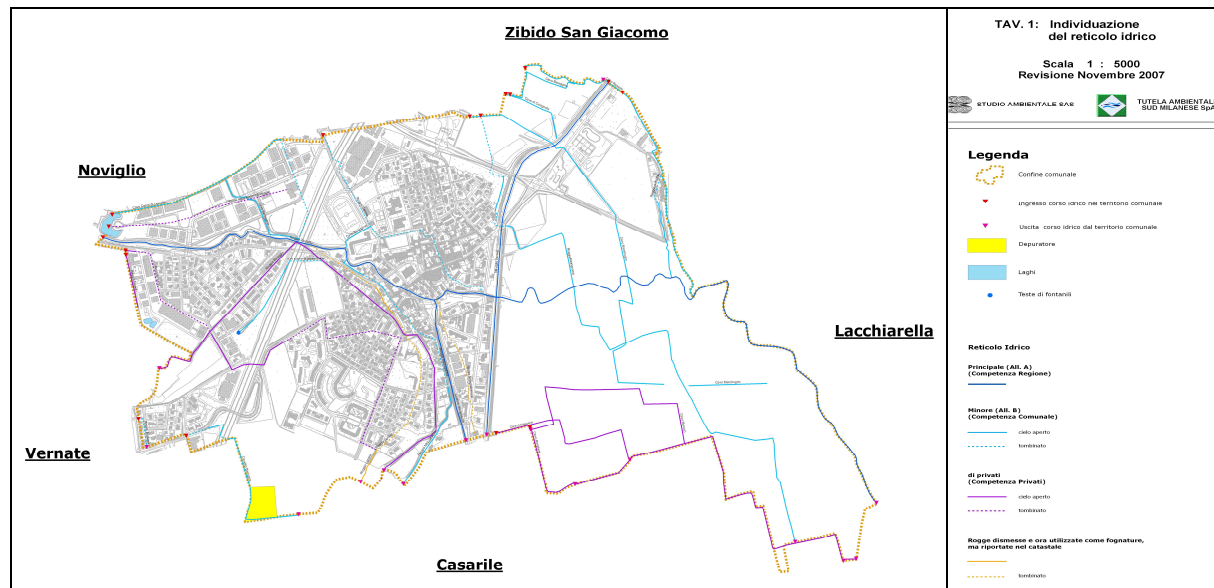 Zibido San Giacomo
Noviglio
Lacchiarella
Vernate
Casarile
TAV. 1: Individuazione
del reticolo idrico
Scala 1 : 5000
Revisione Novembre 2007
STUDIO AMBIENTALE SAS
TUTELA AMBIENTALE
SUD MILANESE SpA
Legenda
Confine comunale
Ingresso corso idrico nel territorio comunale
Uscita corso idrico dal territorio comunale
Depuratore
Laghi
Teste di fontanili
Reticolo Idrico
Principale (All. A)
(Competenza Regione)
Minore (All. B)
(Competenza Comunale)
cielo aperto
tombinato
di privati
(Competenza Privati)
cielo aperto
tombinato
Rogge dismesse e ora utilizzate come fognature,
ma riportate nel catastale
tombinato